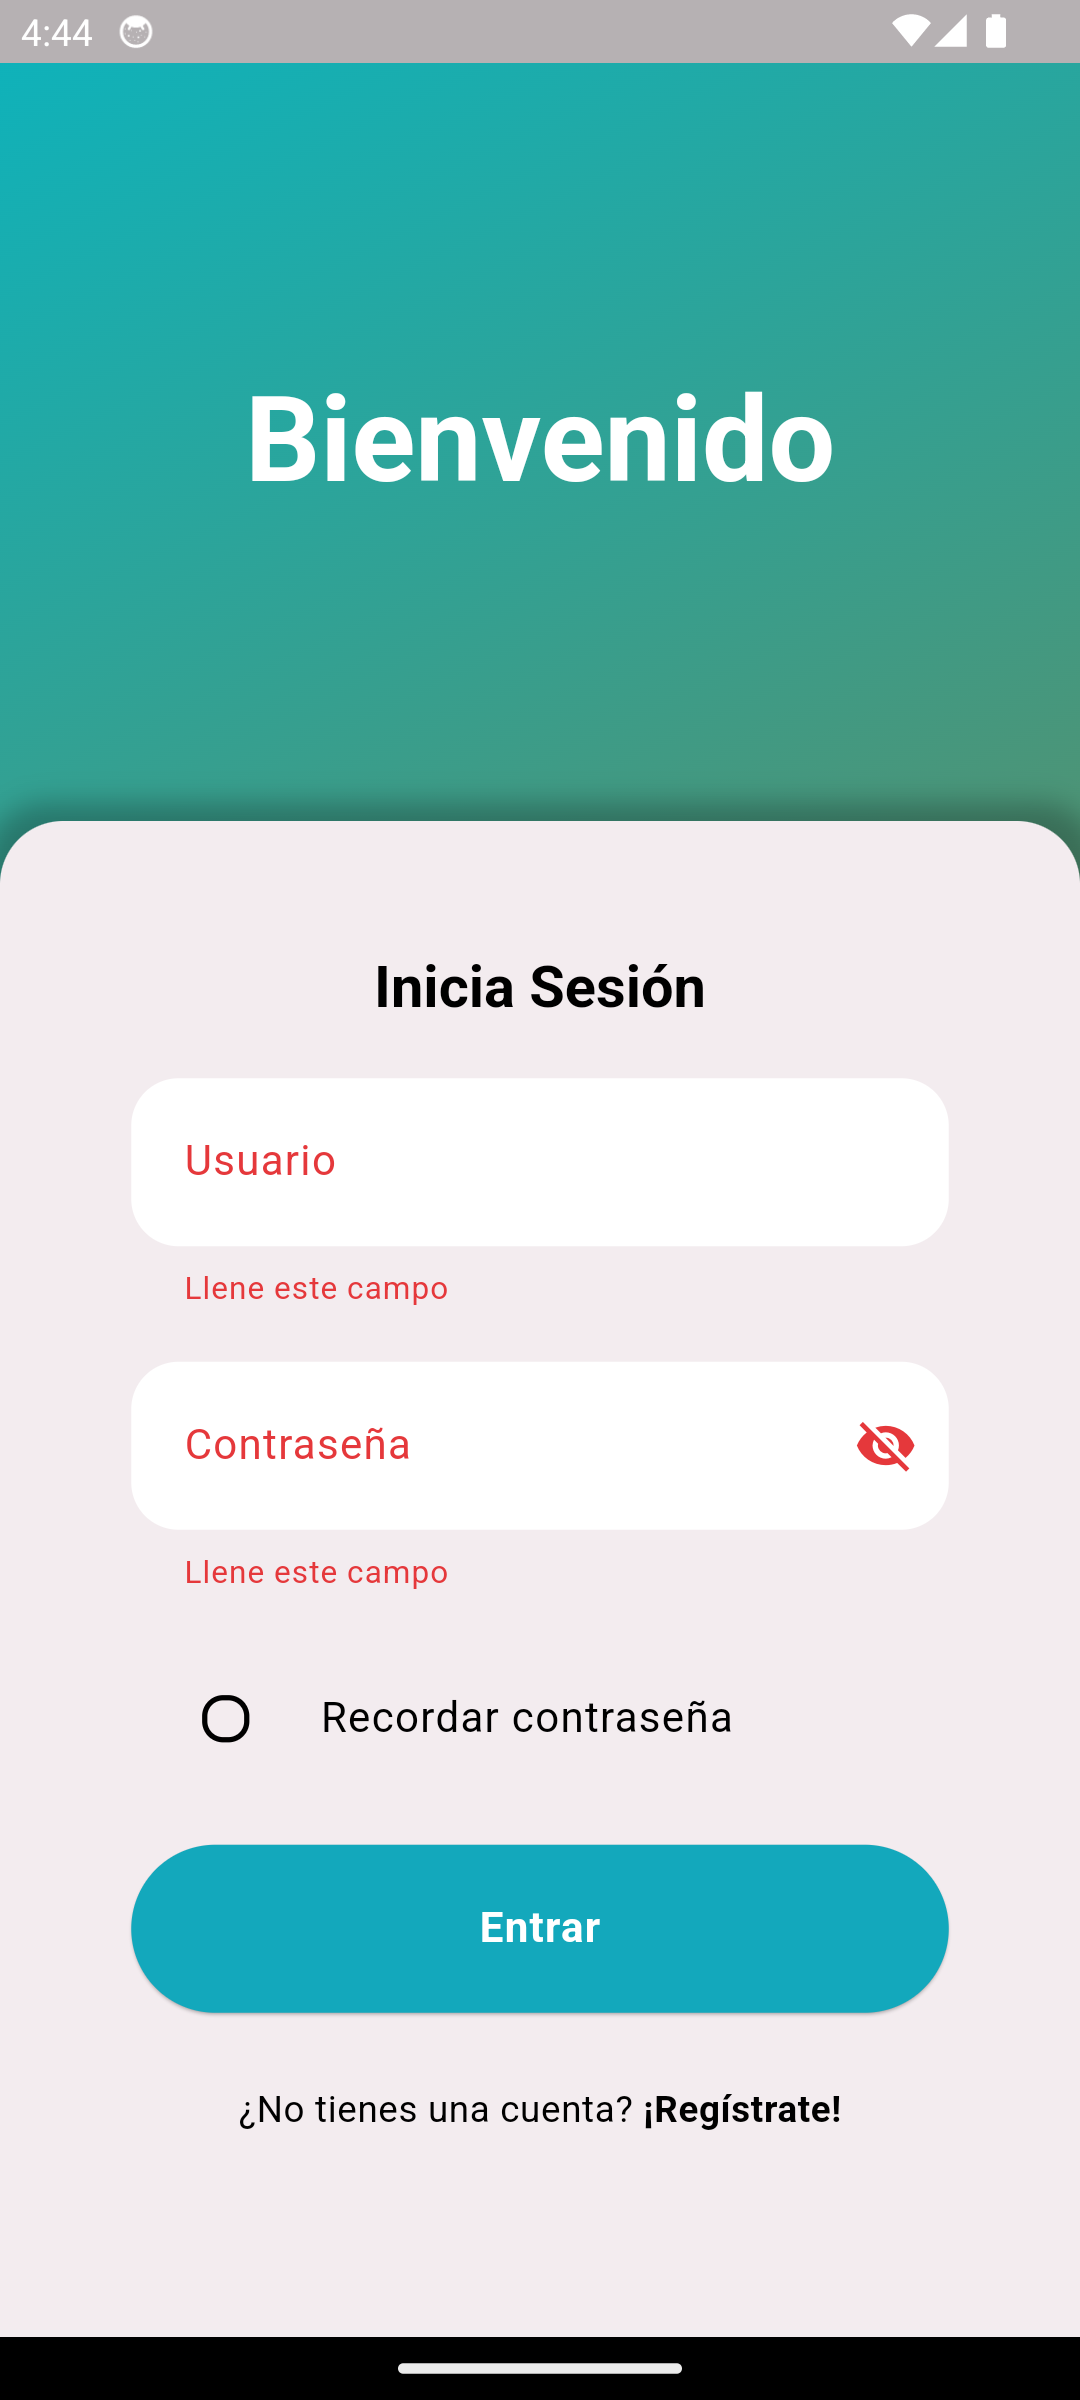 4:44
Bienvenido
Inicia Sesión
Usuario
Llene este campo
Contraseña
Llene este campo
Recordar contraseña
Entrar
¿No tienes una cuenta? ¡Regístrate!